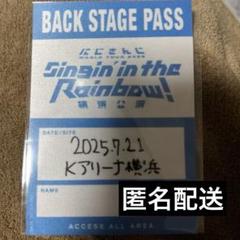 BACK STAGE PASS
にじさんじ
WORLD TOUR 2025
Singin' in the
Rainbow!
横浜公演
DATE/SITE
2025.7.21
Kアリーナ横浜
NAME
匿名配送
ACCESS ALL AREA